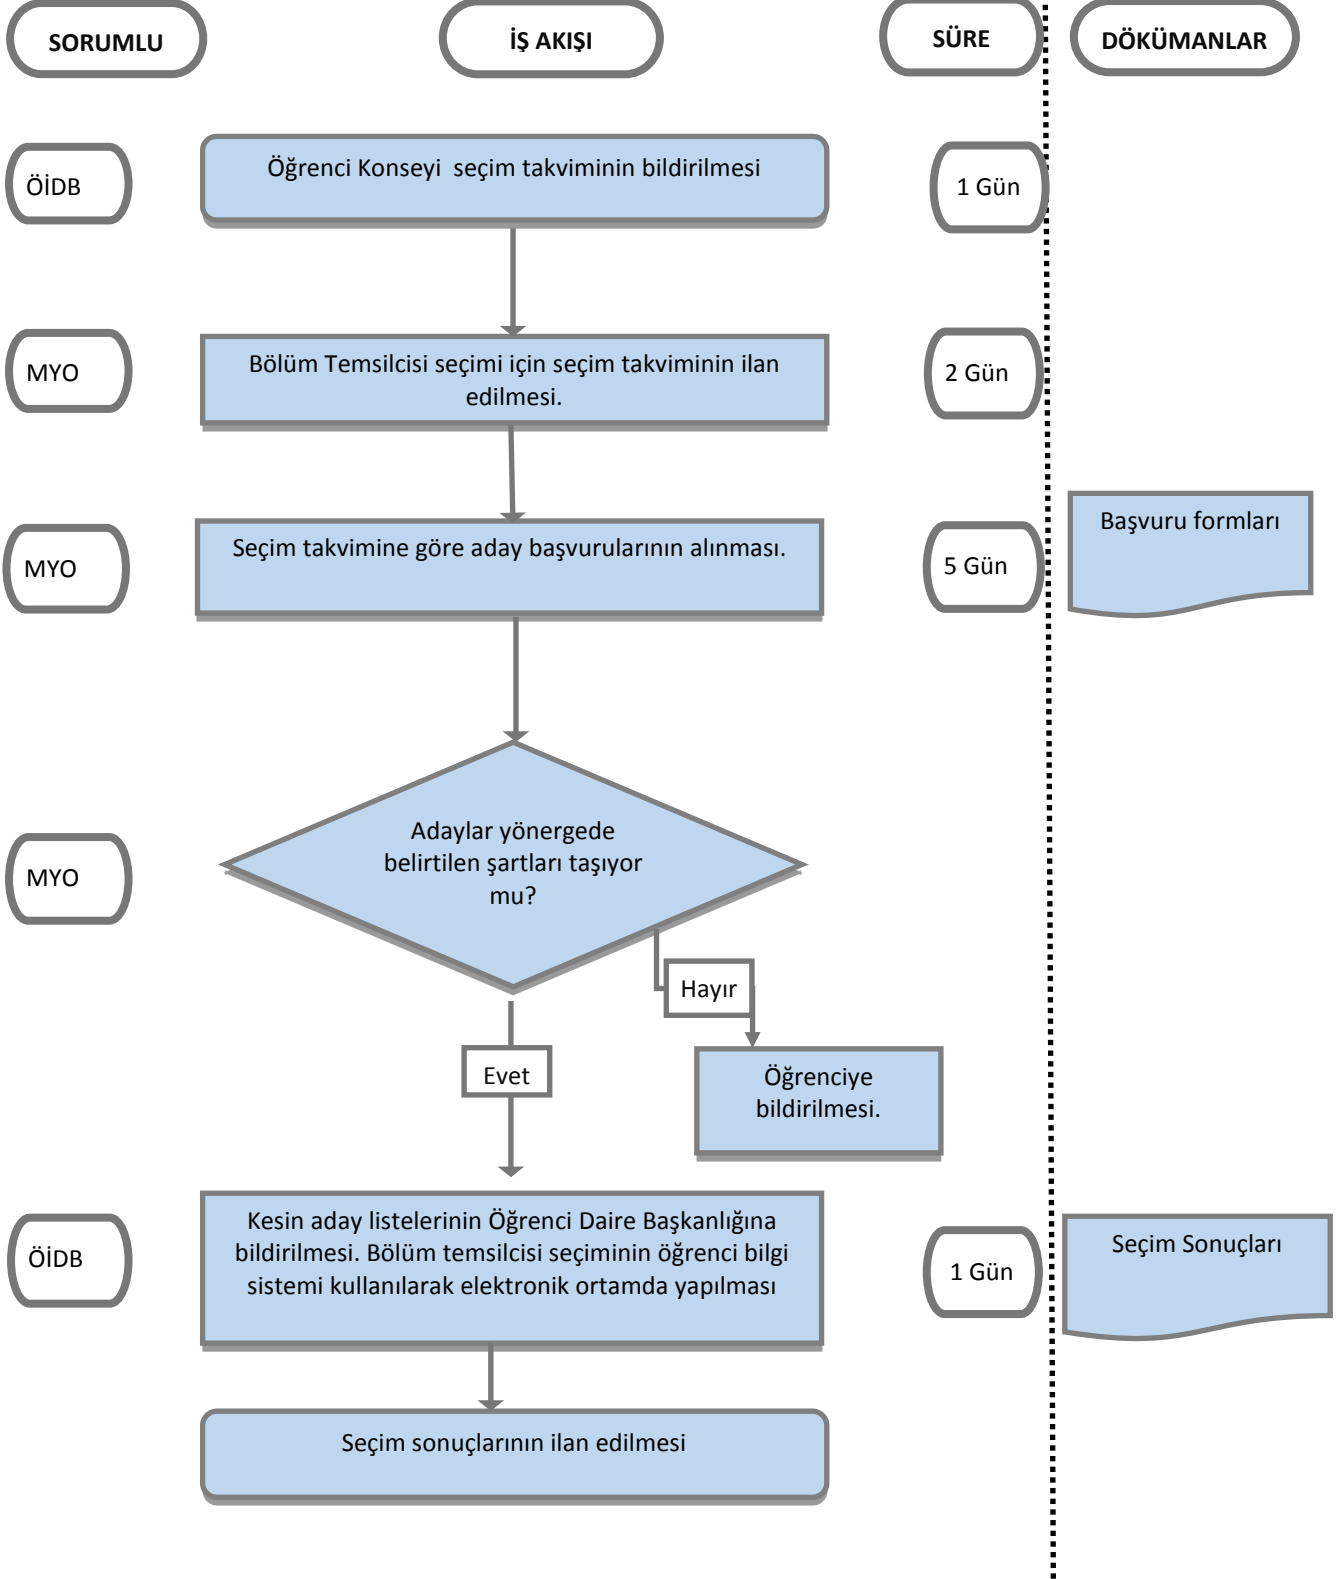 SORUMLU
İŞ AKIŞI
SÜRE
DÖKÜMANLAR
ÖİDB
Öğrenci Konseyi  seçim takviminin bildirilmesi
1 Gün
MYO
Bölüm Temsilcisi seçimi için seçim takviminin ilan
edilmesi.
2 Gün
MYO
Seçim takvimine göre aday başvurularının alınması.
5 Gün
Başvuru formları
MYO
Adaylar yönergede
belirtilen şartları taşıyor
mu?
Hayır
Evet
Öğrenciye
bildirilmesi.
ÖİDB
Kesin aday listelerinin Öğrenci Daire Başkanlığına
bildirilmesi. Bölüm temsilcisi seçiminin öğrenci bilgi
sistemi kullanılarak elektronik ortamda yapılması
1 Gün
Seçim Sonuçları
Seçim sonuçlarının ilan edilmesi